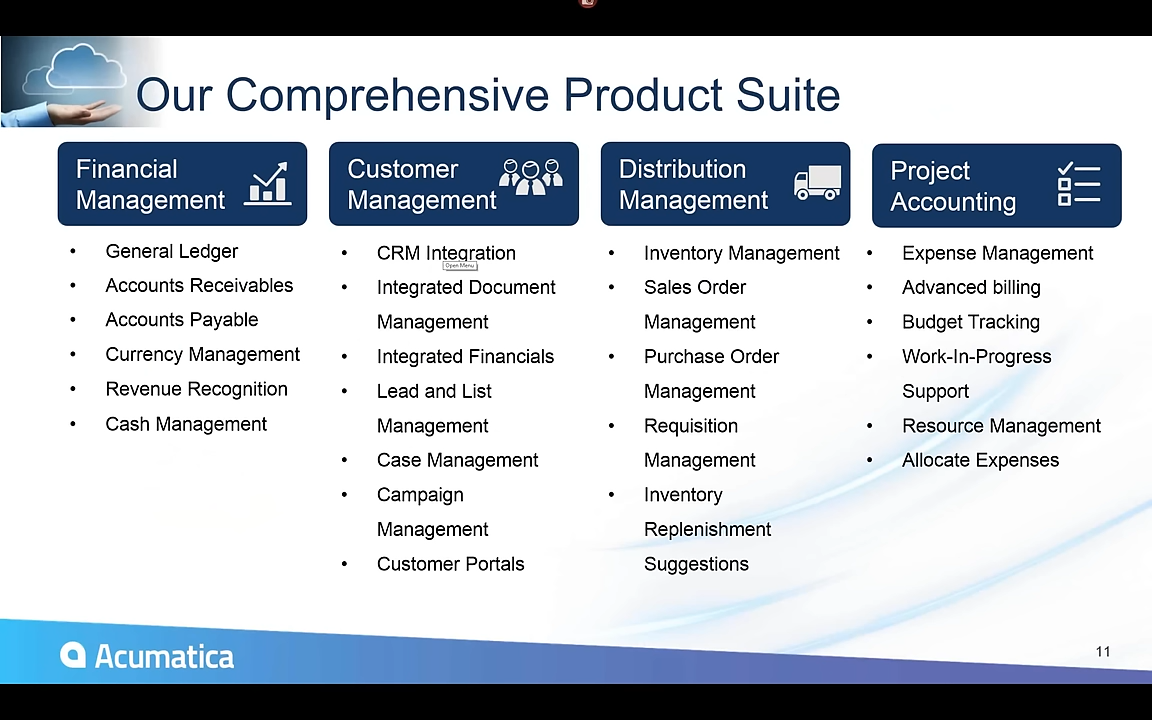 Our Comprehensive Product Suite
Financial
Management
• General Ledger
• Accounts Receivables
• Accounts Payable
• Currency Management
• Revenue Recognition
• Cash Management
Customer
Management
• CRM Integration
Open Menu
• Integrated Document
Management
• Integrated Financials
• Lead and List
Management
• Case Management
• Campaign
Management
• Customer Portals
Distribution
Management
• Inventory Management
• Sales Order
Management
• Purchase Order
Management
• Requisition
Management
• Inventory
Replenishment
Suggestions
Project
Accounting
• Expense Management
• Advanced billing
• Budget Tracking
• Work-In-Progress
Support
• Resource Management
• Allocate Expenses
Acumatica
11